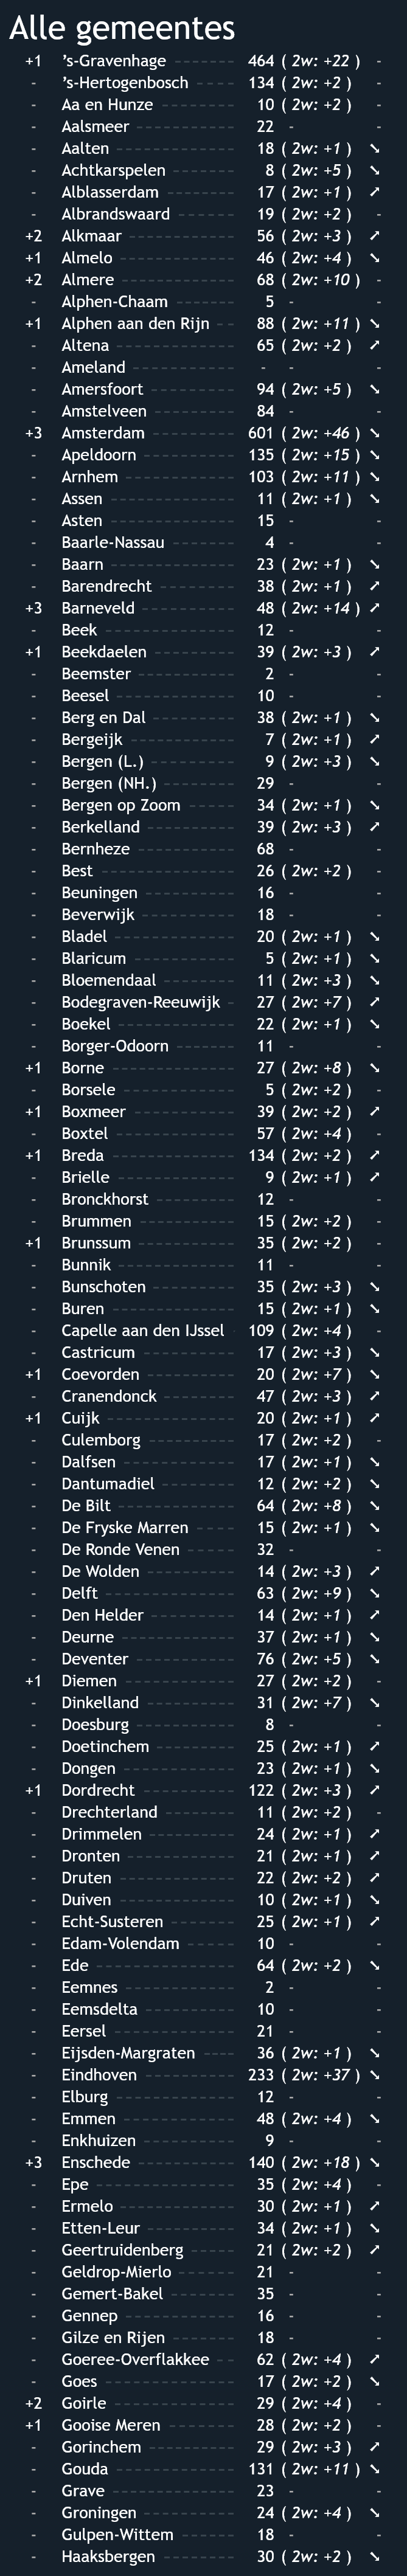 Alle gemeentes
+1 's-Gravenhage 464 ( 2w: +22 ) -
- 's-Hertogenbosch 134 ( 2w: +2 ) -
- Aa en Hunze 10 ( 2w: +2 ) -
- Aalsmeer 22 - -
- Aalten 18 ( 2w: +1 ) ➘
- Achtkarspelen 8 ( 2w: +5 ) ➘
- Alblasserdam 17 ( 2w: +1 ) ➚
- Albrandswaard 19 ( 2w: +2 ) -
+2 Alkmaar 56 ( 2w: +3 ) ➚
+1 Almelo 46 ( 2w: +4 ) ➘
+2 Almere 68 ( 2w: +10 ) -
- Alphen-Chaam 5 - -
+1 Alphen aan den Rijn 88 ( 2w: +11 ) ➘
- Altena 65 ( 2w: +2 ) ➚
- Ameland - - -
- Amersfoort 94 ( 2w: +5 ) ➘
- Amstelveen 84 - -
+3 Amsterdam 601 ( 2w: +46 ) ➘
- Apeldoorn 135 ( 2w: +15 ) ➘
- Arnhem 103 ( 2w: +11 ) ➘
- Assen 11 ( 2w: +1 ) ➘
- Asten 15 - -
- Baarle-Nassau 4 - -
- Baarn 23 ( 2w: +1 ) ➘
- Barendrecht 38 ( 2w: +1 ) ➚
+3 Barneveld 48 ( 2w: +14 ) ➚
- Beek 12 - -
+1 Beekdaelen 39 ( 2w: +3 ) ➚
- Beemster 2 - -
- Beesel 10 - -
- Berg en Dal 38 ( 2w: +1 ) ➘
- Bergeijk 7 ( 2w: +1 ) ➚
- Bergen (L.) 9 ( 2w: +3 ) ➘
- Bergen (NH.) 29 - -
- Bergen op Zoom 34 ( 2w: +1 ) ➘
- Berkelland 39 ( 2w: +3 ) ➚
- Bernheze 68 - -
- Best 26 ( 2w: +2 ) -
- Beuningen 16 - -
- Beverwijk 18 - -
- Bladel 20 ( 2w: +1 ) ➘
- Blaricum 5 ( 2w: +1 ) ➘
- Bloemendaal 11 ( 2w: +3 ) ➘
- Bodegraven-Reeuwijk 27 ( 2w: +7 ) ➚
- Boekel 22 ( 2w: +1 ) ➘
- Borger-Odoorn 11 - -
+1 Borne 27 ( 2w: +8 ) ➘
- Borsele 5 ( 2w: +2 ) -
+1 Boxmeer 39 ( 2w: +2 ) ➚
- Boxtel 57 ( 2w: +4 ) -
+1 Breda 134 ( 2w: +2 ) ➚
- Brielle 9 ( 2w: +1 ) ➚
- Bronckhorst 12 - -
- Brummen 15 ( 2w: +2 ) -
+1 Brunssum 35 ( 2w: +2 ) -
- Bunnik 11 - -
- Bunschoten 35 ( 2w: +3 ) ➘
- Buren 15 ( 2w: +1 ) ➘
- Capelle aan den IJssel 109 ( 2w: +4 ) -
- Castricum 17 ( 2w: +3 ) ➘
+1 Coevorden 20 ( 2w: +7 ) ➘
- Cranendonck 47 ( 2w: +3 ) ➚
+1 Cuijk 20 ( 2w: +1 ) ➚
- Culemborg 17 ( 2w: +2 ) -
- Dalfsen 17 ( 2w: +1 ) ➘
- Dantumadiel 12 ( 2w: +2 ) ➘
- De Bilt 64 ( 2w: +8 ) ➘
- De Fryske Marren 15 ( 2w: +1 ) ➘
- De Ronde Venen 32 - -
- De Wolden 14 ( 2w: +3 ) ➚
- Delft 63 ( 2w: +9 ) ➘
- Den Helder 14 ( 2w: +1 ) ➚
- Deurne 37 ( 2w: +1 ) ➘
- Deventer 76 ( 2w: +5 ) ➘
+1 Diemen 27 ( 2w: +2 ) -
- Dinkelland 31 ( 2w: +7 ) ➘
- Doesburg 8 - -
- Doetinchem 25 ( 2w: +1 ) ➚
- Dongen 23 ( 2w: +1 ) ➘
+1 Dordrecht 122 ( 2w: +3 ) ➚
- Drechterland 11 ( 2w: +2 ) -
- Drimmelen 24 ( 2w: +1 ) ➚
- Dronten 21 ( 2w: +1 ) ➚
- Druten 22 ( 2w: +2 ) ➚
- Duiven 10 ( 2w: +1 ) ➘
- Echt-Susteren 25 ( 2w: +1 ) ➚
- Edam-Volendam 10 - -
- Ede 64 ( 2w: +2 ) ➘
- Eemnes 2 - -
- Eemsdelta 10 - -
- Eersel 21 - -
- Eijsden-Margraten 36 ( 2w: +1 ) ➘
- Eindhoven 233 ( 2w: +37 ) ➘
- Elburg 12 - -
- Emmen 48 ( 2w: +4 ) ➘
- Enkhuizen 9 - -
+3 Enschede 140 ( 2w: +18 ) ➘
- Epe 35 ( 2w: +4 ) -
- Ermelo 30 ( 2w: +1 ) ➚
- Etten-Leur 34 ( 2w: +1 ) ➘
- Geertruidenberg 21 ( 2w: +2 ) ➚
- Geldrop-Mierlo 21 - -
- Gemert-Bakel 35 - -
- Gennep 16 - -
- Gilze en Rijen 18 - -
- Goeree-Overflakkee 62 ( 2w: +4 ) ➚
- Goes 17 ( 2w: +2 ) ➘
+2 Goirle 29 ( 2w: +4 ) -
+1 Gooise Meren 28 ( 2w: +2 ) -
- Gorinchem 29 ( 2w: +3 ) ➚
- Gouda 131 ( 2w: +11 ) ➘
- Grave 23 - -
- Groningen 24 ( 2w: +4 ) ➘
- Gulpen-Wittem 18 - -
- Haaksbergen 30 ( 2w: +2 ) ➘